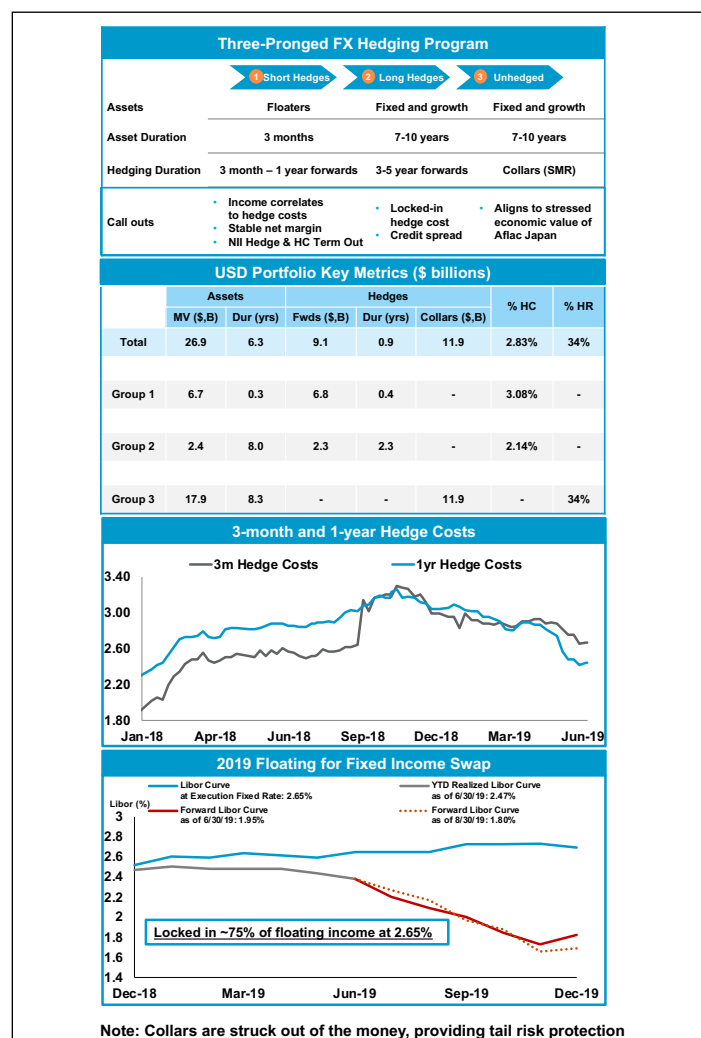 Three-Pronged FX Hedging Program
1 Short Hedges 2 Long Hedges 3 Unhedged
Assets Floaters Fixed and growth Fixed and growth
Asset Duration 3 months 7-10 years 7-10 years
Hedging Duration 3 month – 1 year forwards 3-5 year forwards Collars (SMR)
Call outs
• Income correlates
to hedge costs
• Stable net margin
• NII Hedge & HC Term Out
• Locked-in
hedge cost
• Credit spread
• Aligns to stressed
economic value of
Aflac Japan
USD Portfolio Key Metrics ($ billions)
Assets Hedges % HC % HR
MV ($,B) Dur (yrs) Fwds ($,B) Dur (yrs) Collars ($,B)
Total 26.9 6.3 9.1 0.9 11.9 2.83% 34%
Group 1 6.7 0.3 6.8 0.4 - 3.08% -
Group 2 2.4 8.0 2.3 2.3 - 2.14% -
Group 3 17.9 8.3 - - 11.9 - 34%
3-month and 1-year Hedge Costs
3m Hedge Costs 1yr Hedge Costs
3.40
3.00
2.60
2.20
1.80
Jan-18 Apr-18 Jun-18 Sep-18 Dec-18 Mar-19 Jun-19
2019 Floating for Fixed Income Swap
Libor Curve
at Execution Fixed Rate: 2.65%
YTD Realized Libor Curve
as of 6/30/19: 2.47%
Forward Libor Curve
as of 6/30/19: 1.95%
Forward Libor Curve
as of 8/30/19: 1.80%
Libor (%)
3
2.8
2.6
2.4
2.2
2
1.8
1.6
1.4
Locked in ~75% of floating income at 2.65%
Dec-18 Mar-19 Jun-19 Sep-19 Dec-19
Note: Collars are struck out of the money, providing tail risk protection